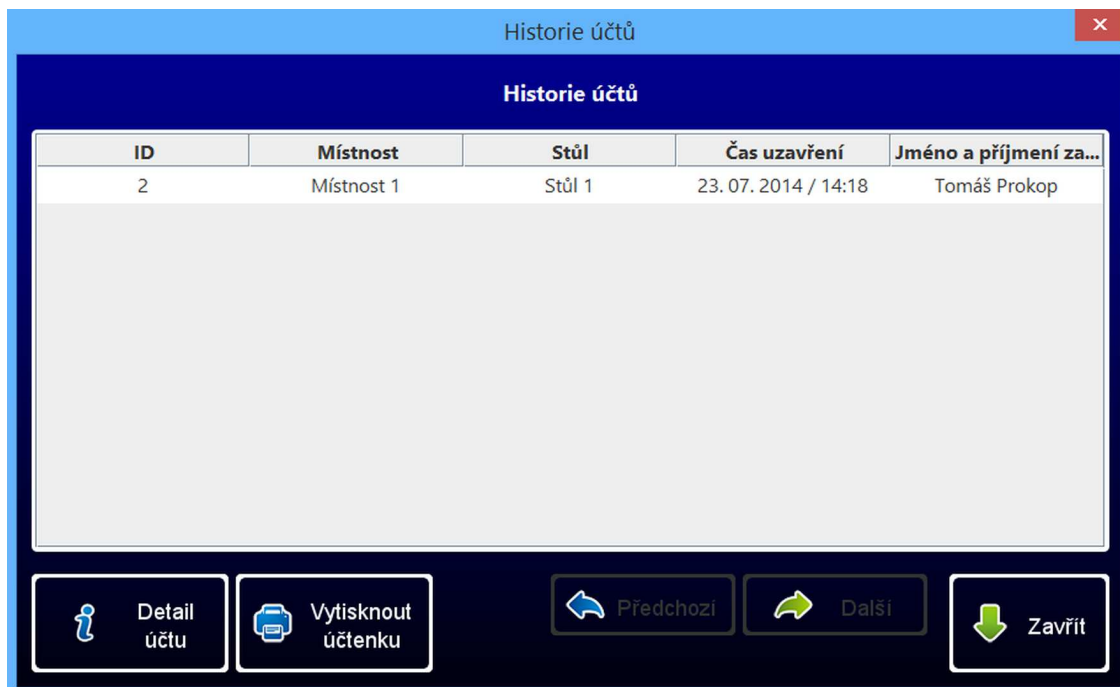 Historie účtů
Historie účtů
ID Místnost Stůl Čas uzavření Jméno a příjmení za...
2 Místnost 1 Stůl 1 23. 07. 2014 / 14:18 Tomáš Prokop
Detail účtu
Vytisknout účtenku
Předchozí
Další
Zavřít